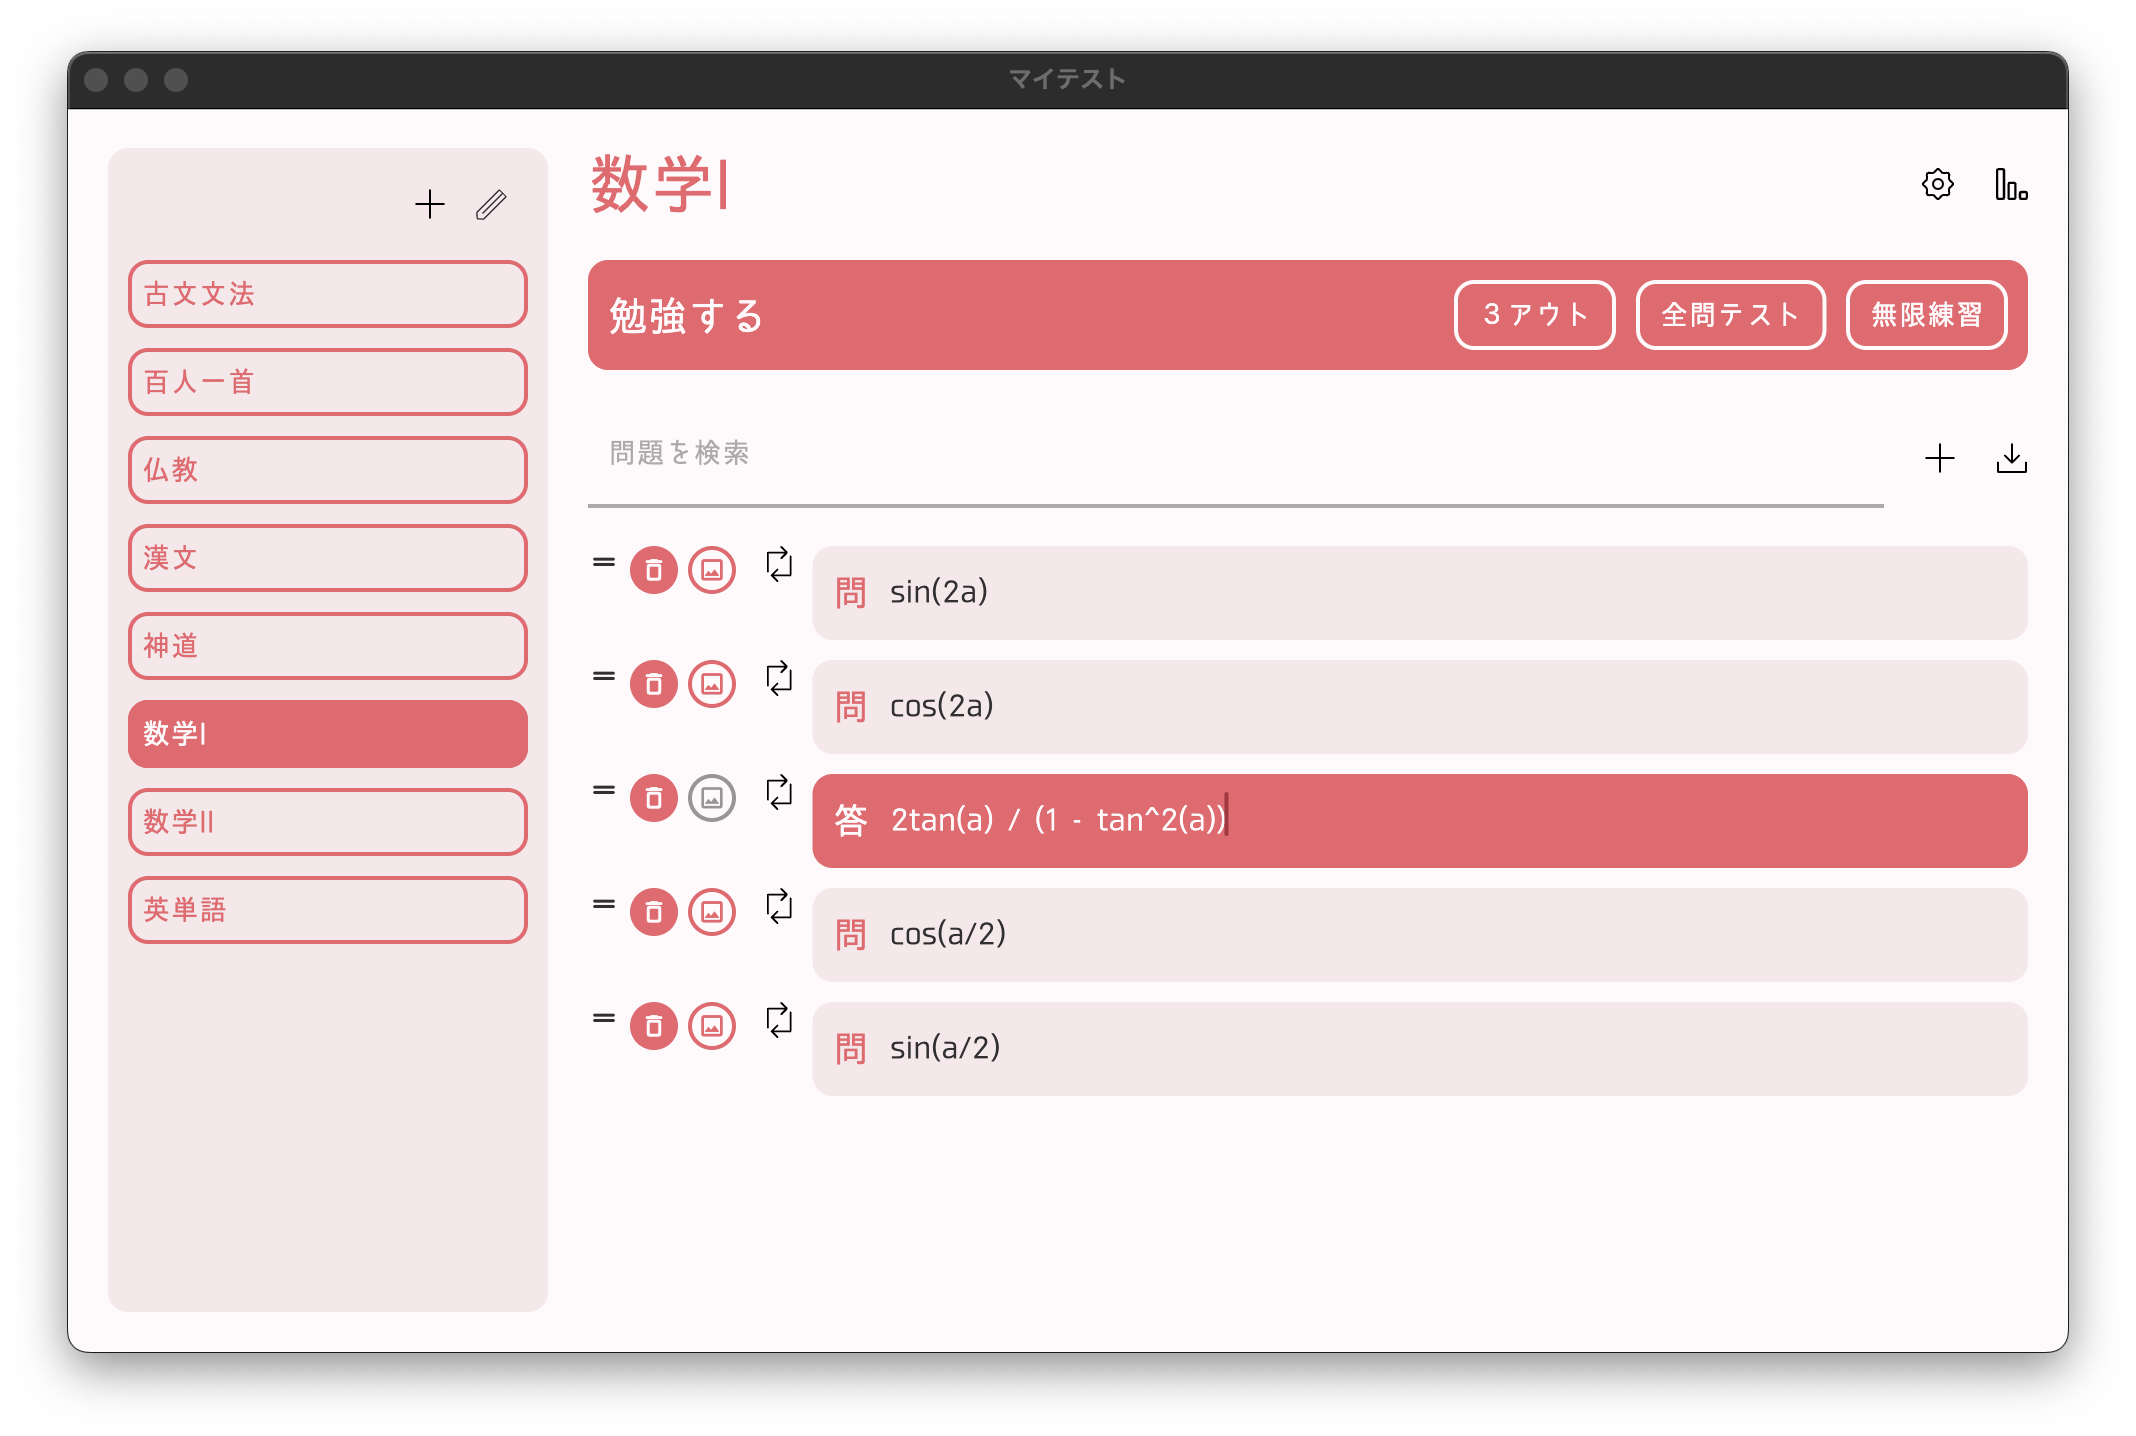 マイテスト
古文文法
百人一首
仏教
漢文
神道
数学I
数学II
英単語
数学I
勉強する
3 アウト
全問テスト
無限練習
問題を検索
問 sin(2a)
問 cos(2a)
答 2tan(a) / (1 - tan^2(a))
問 cos(a/2)
問 sin(a/2)